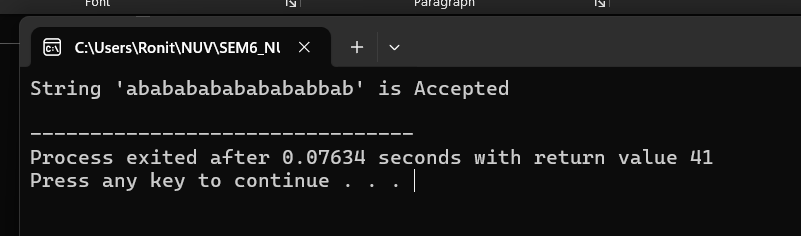 Font
Paragraph
C:\Users\Ronit\NUV\SEM6_NU
String 'abababababababababbab' is Accepted
--------------------------------
Process exited after 0.07634 seconds with return value 41
Press any key to continue . . .